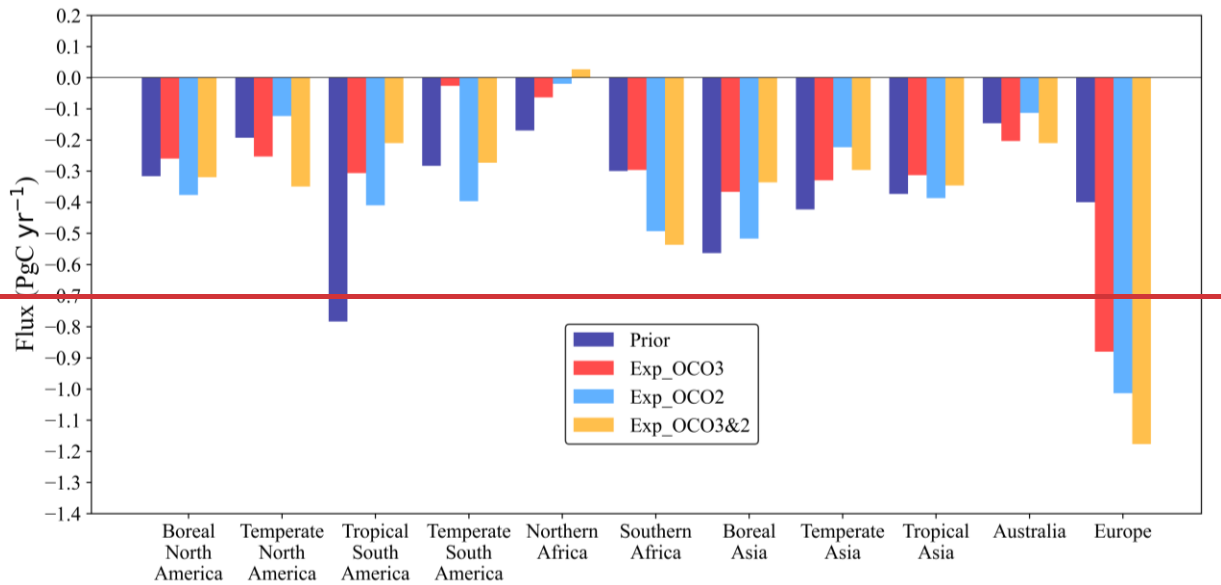 0.2
0.1
0.0
−0.1
−0.2
−0.3
−0.4
−0.5
−0.6
−0.7
−0.8
−0.9
−1.0
−1.1
−1.2
−1.3
−1.4
Flux (PgC yr⁻¹)
Prior
Exp_OCO3
Exp_OCO2
Exp_OCO3&2
Boreal
North
America
Temperate
North
America
Tropical
South
America
Temperate
South
America
Northern
Africa
Southern
Africa
Boreal
Asia
Temperate
Asia
Tropical
Asia
Australia
Europe